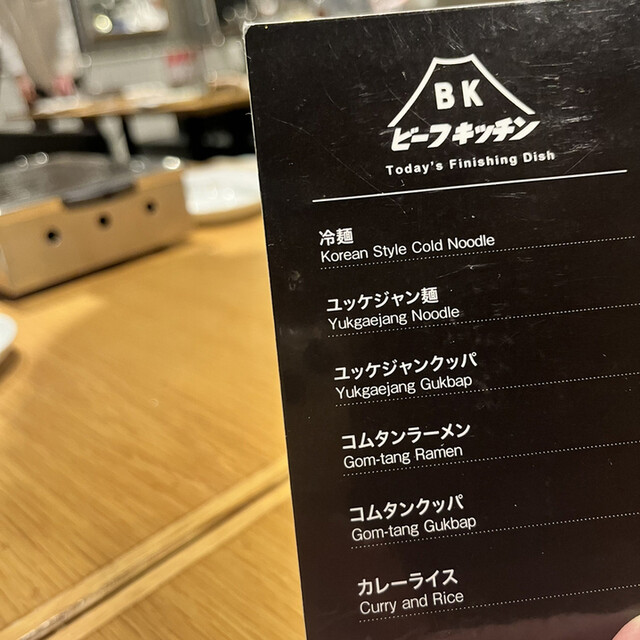 BK
ビーフキッチン
Today's Finishing Dish
冷麺
Korean Style Cold Noodle
ユッケジャン麺
Yukgaejang Noodle
ユッケジャンクッパ
Yukgaejang Gukbap
コムタンラーメン
Gom-tang Ramen
コムタンクッパ
Gom-tang Gukbap
カレーライス
Curry and Rice